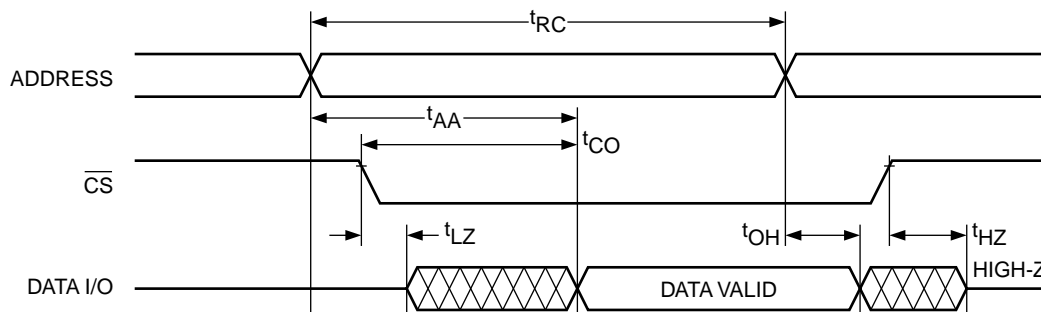 tRC
ADDRESS
tAA
tCO
CS
tLZ
tOH
tHZ
DATA I/O
DATA VALID
HIGH-Z